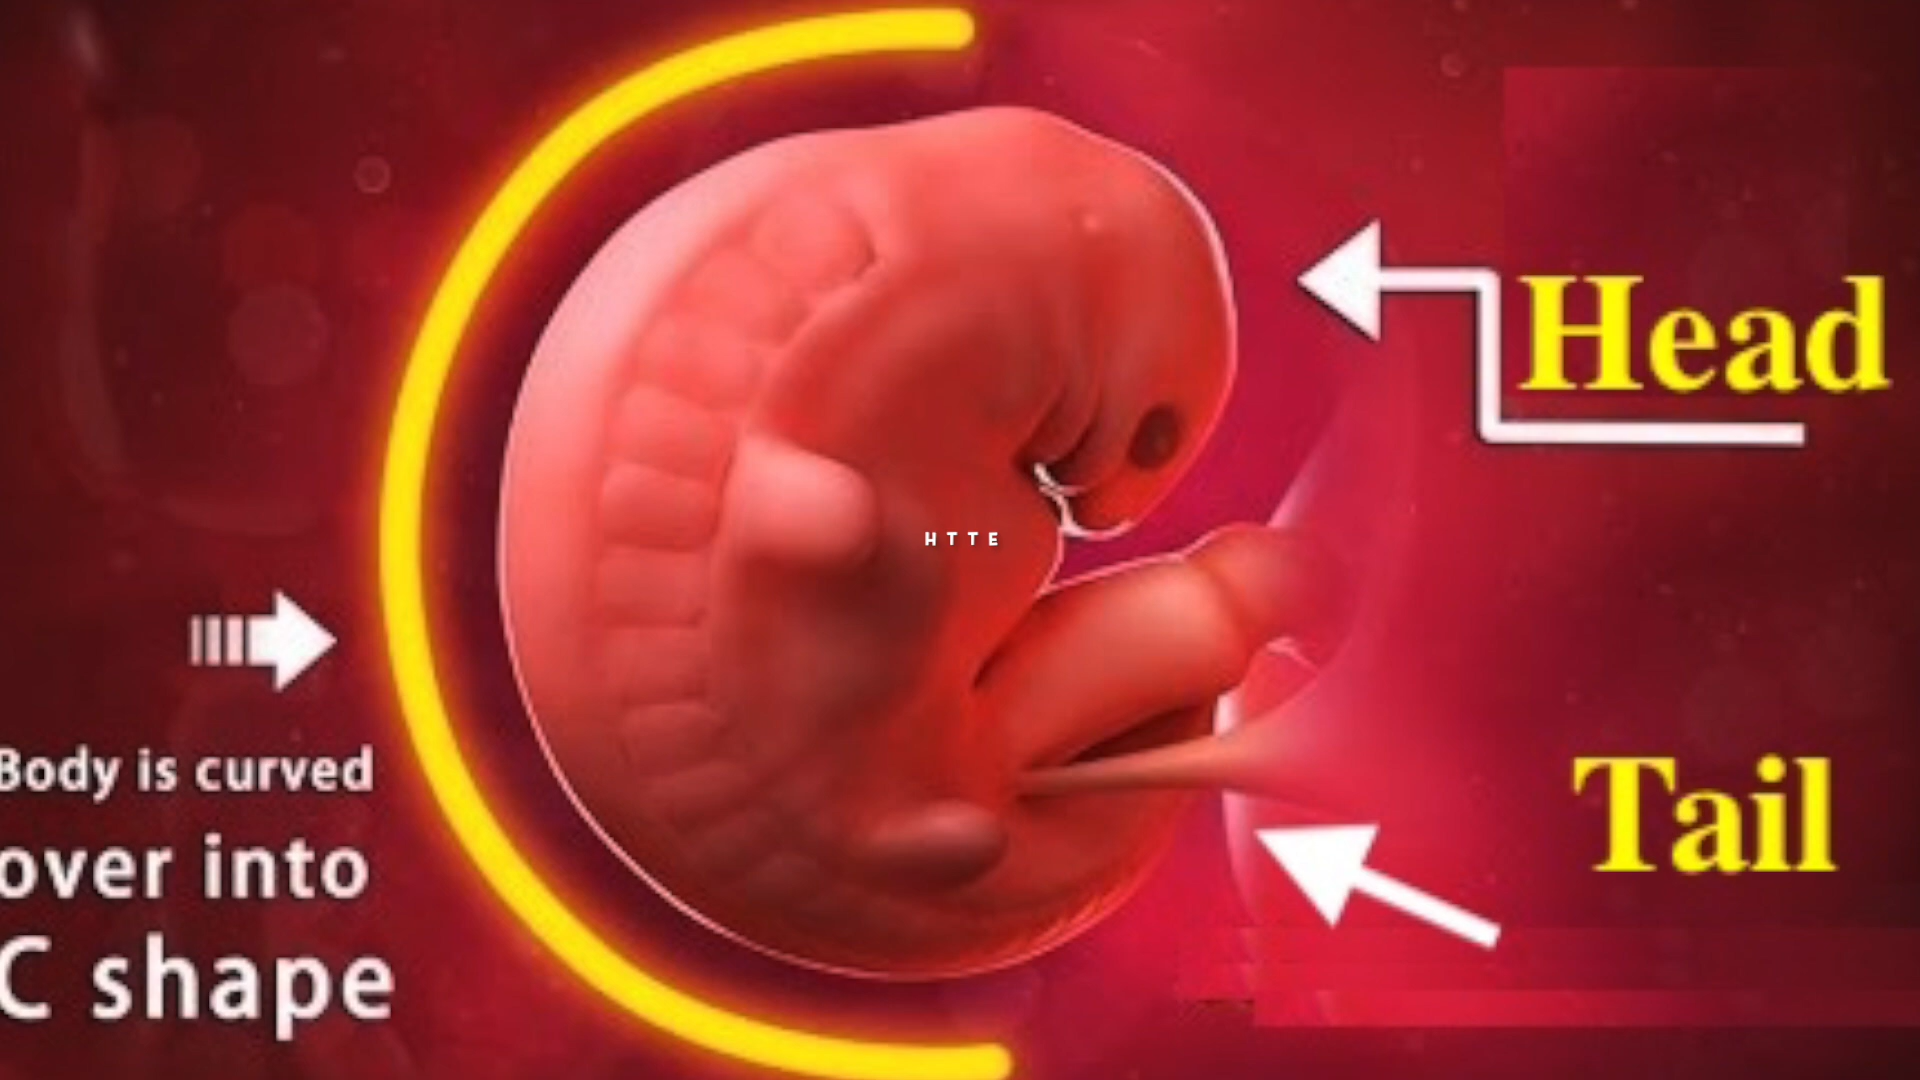 Head
HTTE
Tail
Body is curved
over into
C shape